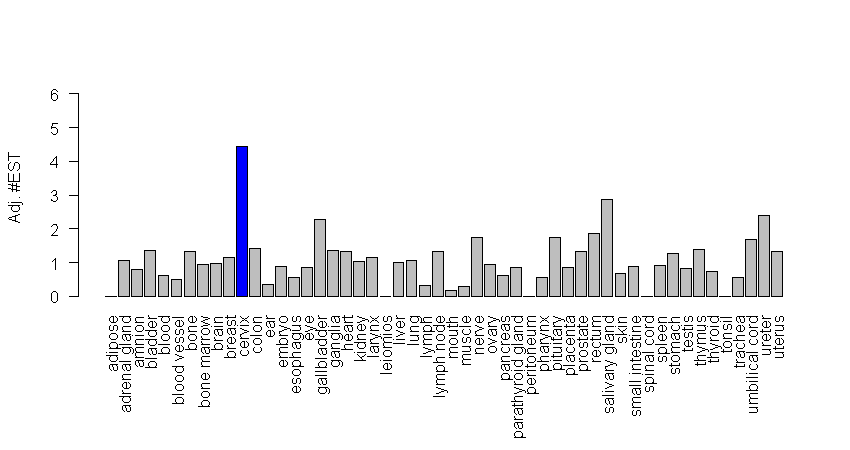 6
5
4
3
2
1
0
Adj. #EST
adipose
adrenal gland
amnion
bladder
blood
blood vessel
bone
bone marrow
brain
breast
cervix
colon
ear
embryo
esophagus
eye
gallbladder
ganglia
heart
kidney
larynx
leiomios
liver
lung
lymph
lymph node
mouth
muscle
nerve
ovary
pancreas
parathyroid gland
peritoneum
pharynx
pituitary
placenta
prostate
rectum
salivary gland
skin
small intestine
spinal cord
spleen
stomach
testis
thymus
thyroid
tonsil
trachea
umbilical cord
ureter
uterus